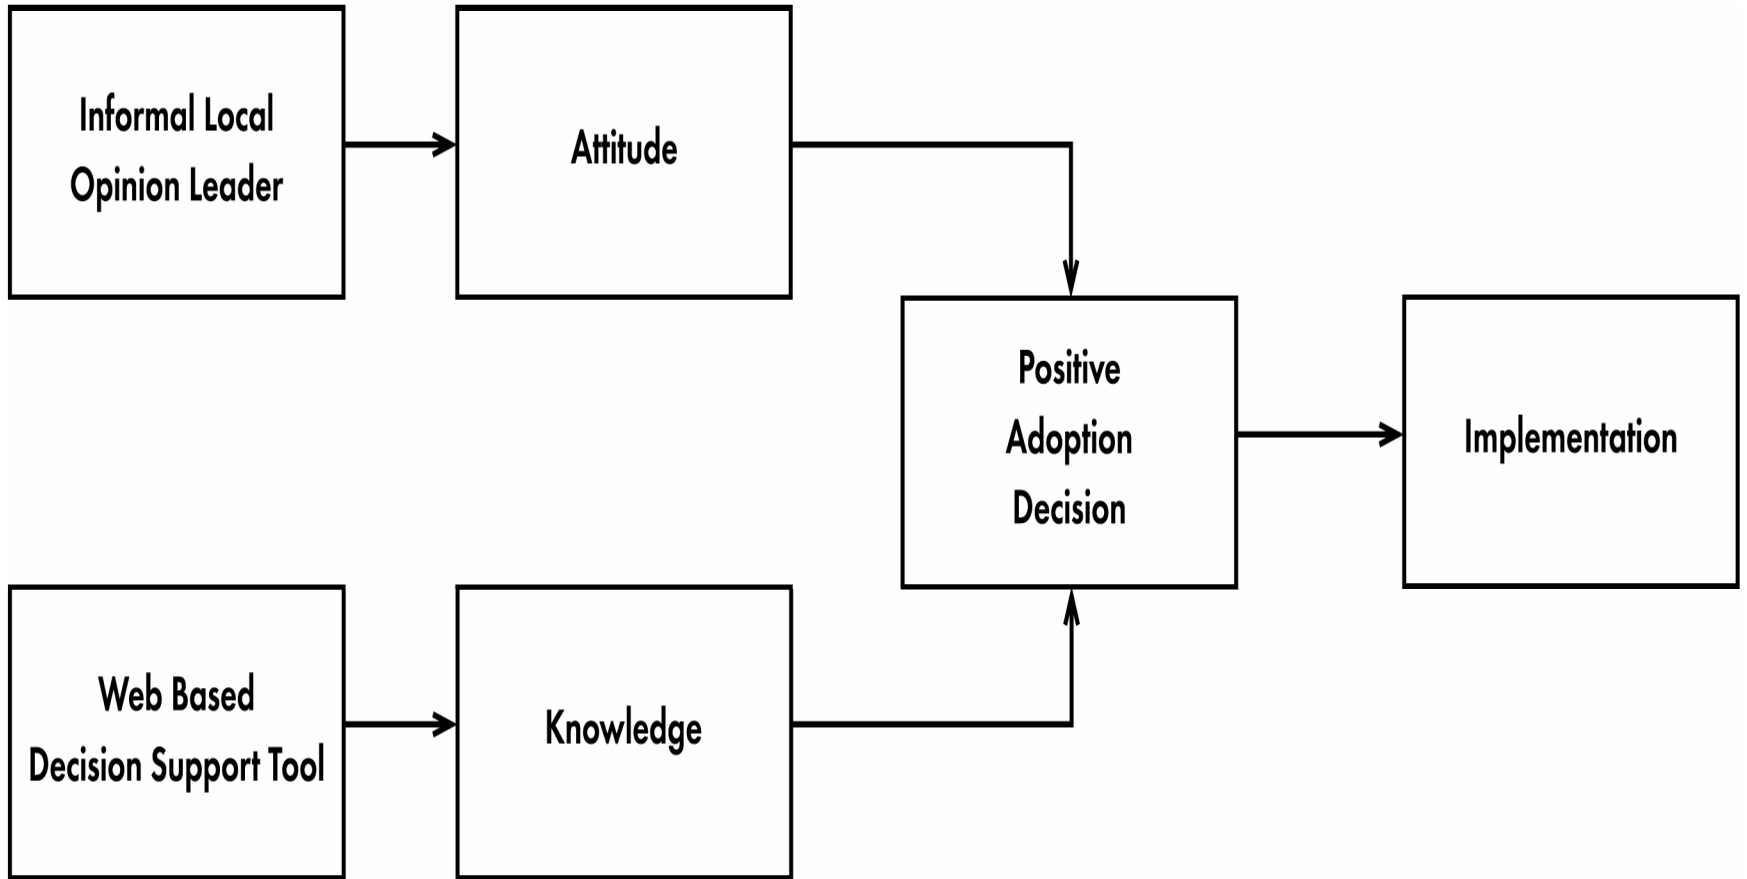 Informal Local
Opinion Leader
Attitude
Positive
Adoption
Decision
Implementation
Web Based
Decision Support Tool
Knowledge